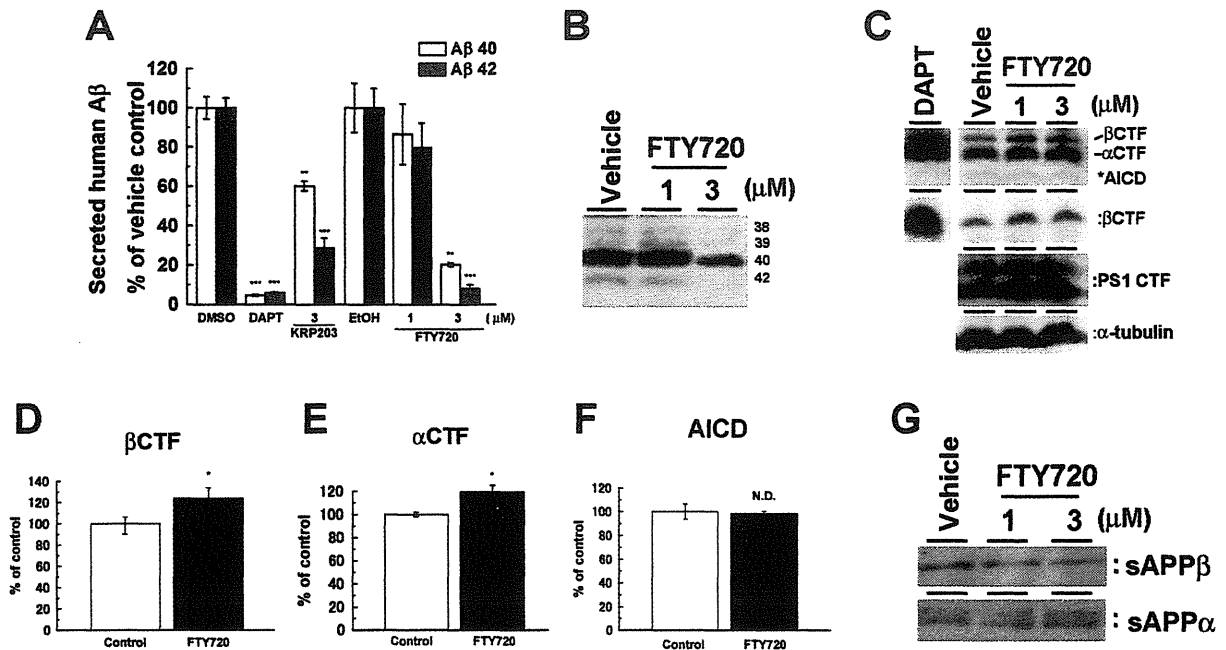 A
Aβ 40
Aβ 42
Secreted human Aβ
% of vehicle control
120
100
80
60
40
20
0
** *** *** *** ** ***
DMSO DAPT 3 EtOH 1 3 (μM)
KRP203 FTY720
B
Vehicle
FTY720
1 3 (μM)
38
39
40
42
C
DAPT
Vehicle
FTY720
1 3 (μM)
-βCTF
-αCTF
*AICD
:βCTF
:PS1 CTF
:α-tubulin
D
βCTF
% of control
140
120
100
80
60
40
20
0
*
Control FTY720
E
αCTF
% of control
120
100
80
60
40
20
0
*
Control FTY720
F
AICD
% of control
120
100
80
60
40
20
0
N.D.
Control FTY720
G
Vehicle
FTY720
1 3 (μM)
: sAPPβ
: sAPPα